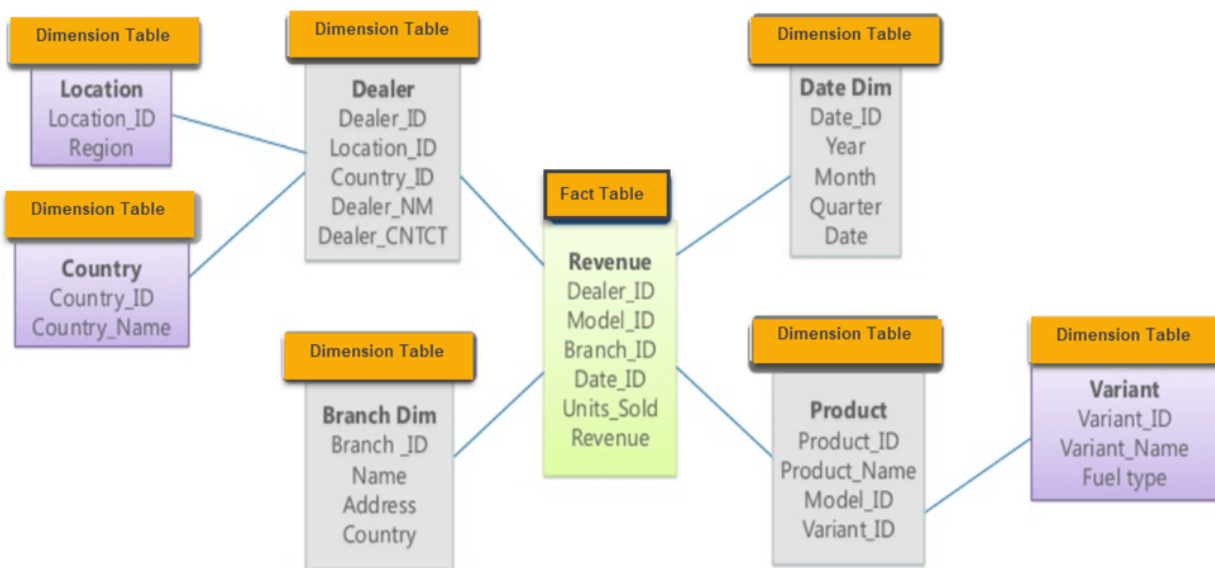 Dimension Table
Location
Location_ID
Region
Dimension Table
Country
Country_ID
Country_Name
Dimension Table
Dealer
Dealer_ID
Location_ID
Country_ID
Dealer_NM
Dealer_CNTCT
Dimension Table
Branch Dim
Branch _ID
Name
Address
Country
Fact Table
Revenue
Dealer_ID
Model_ID
Branch_ID
Date_ID
Units_Sold
Revenue
Dimension Table
Date Dim
Date_ID
Year
Month
Quarter
Date
Dimension Table
Product
Product_ID
Product_Name
Model_ID
Variant_ID
Dimension Table
Variant
Variant_ID
Variant_Name
Fuel type